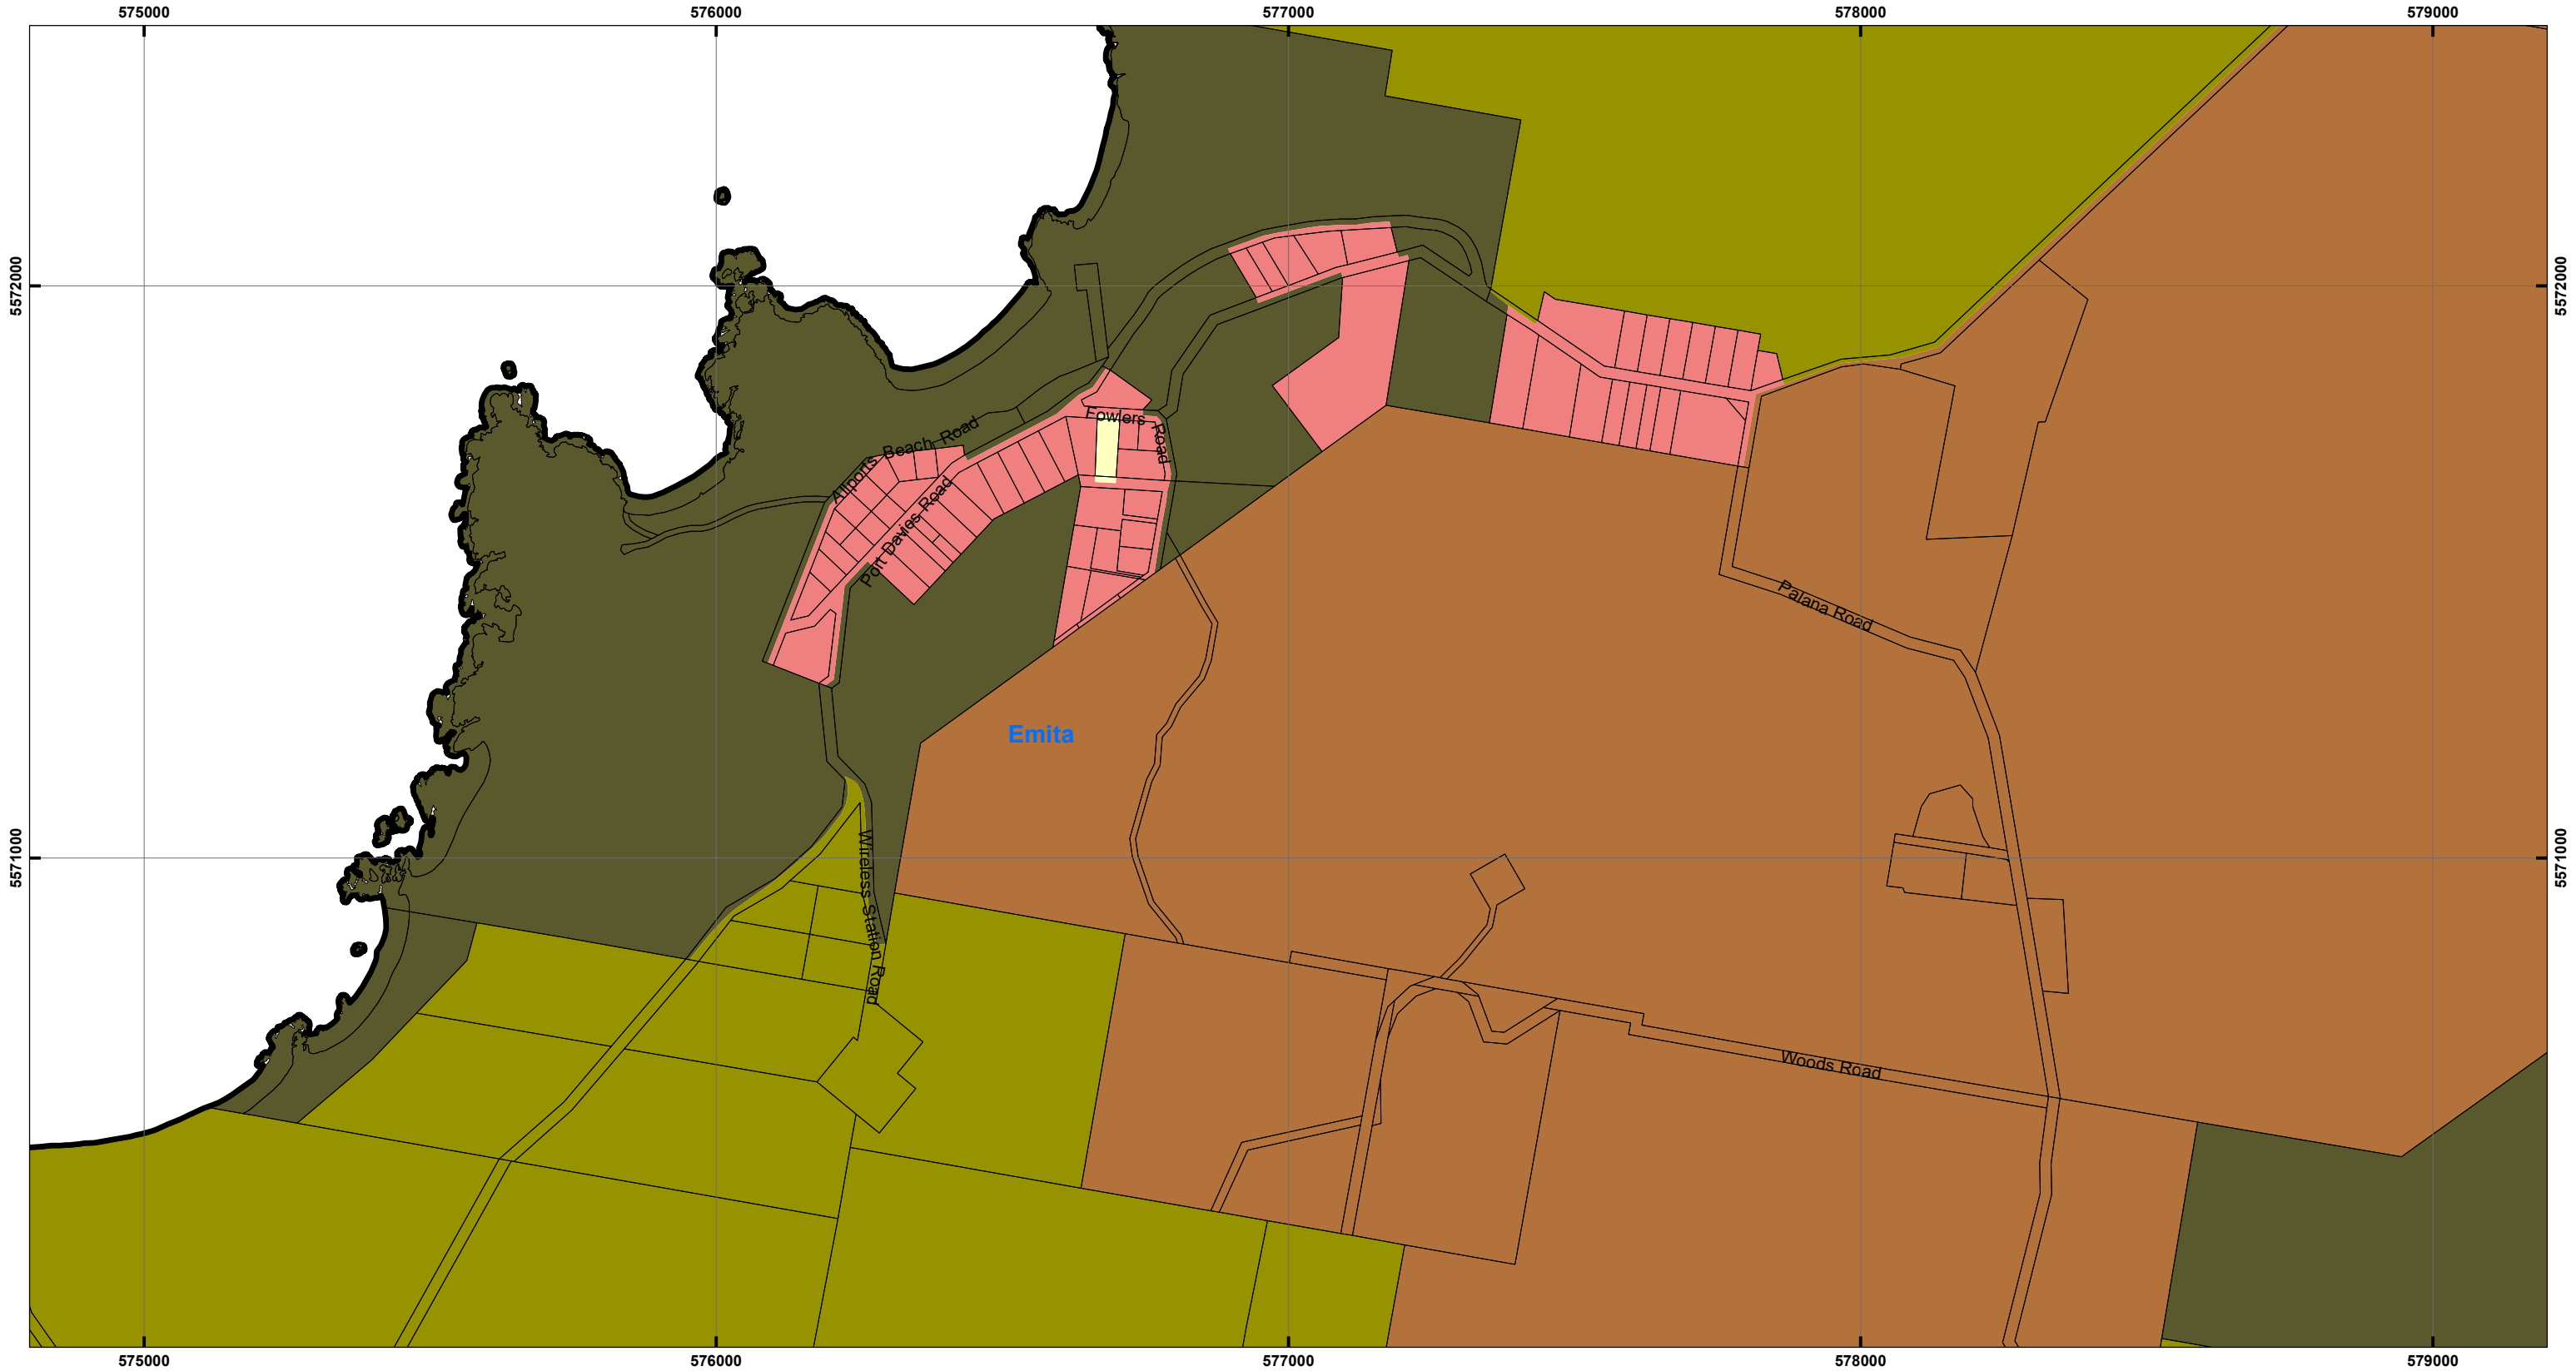 575000
576000
577000
578000
579000
5572000
5572000
Fowlers Road
Allports Beach Road
Port Davies Road
Palana Road
Emita
5571000
5571000
Wireless Station Road
Woods Road
575000
576000
577000
578000
579000